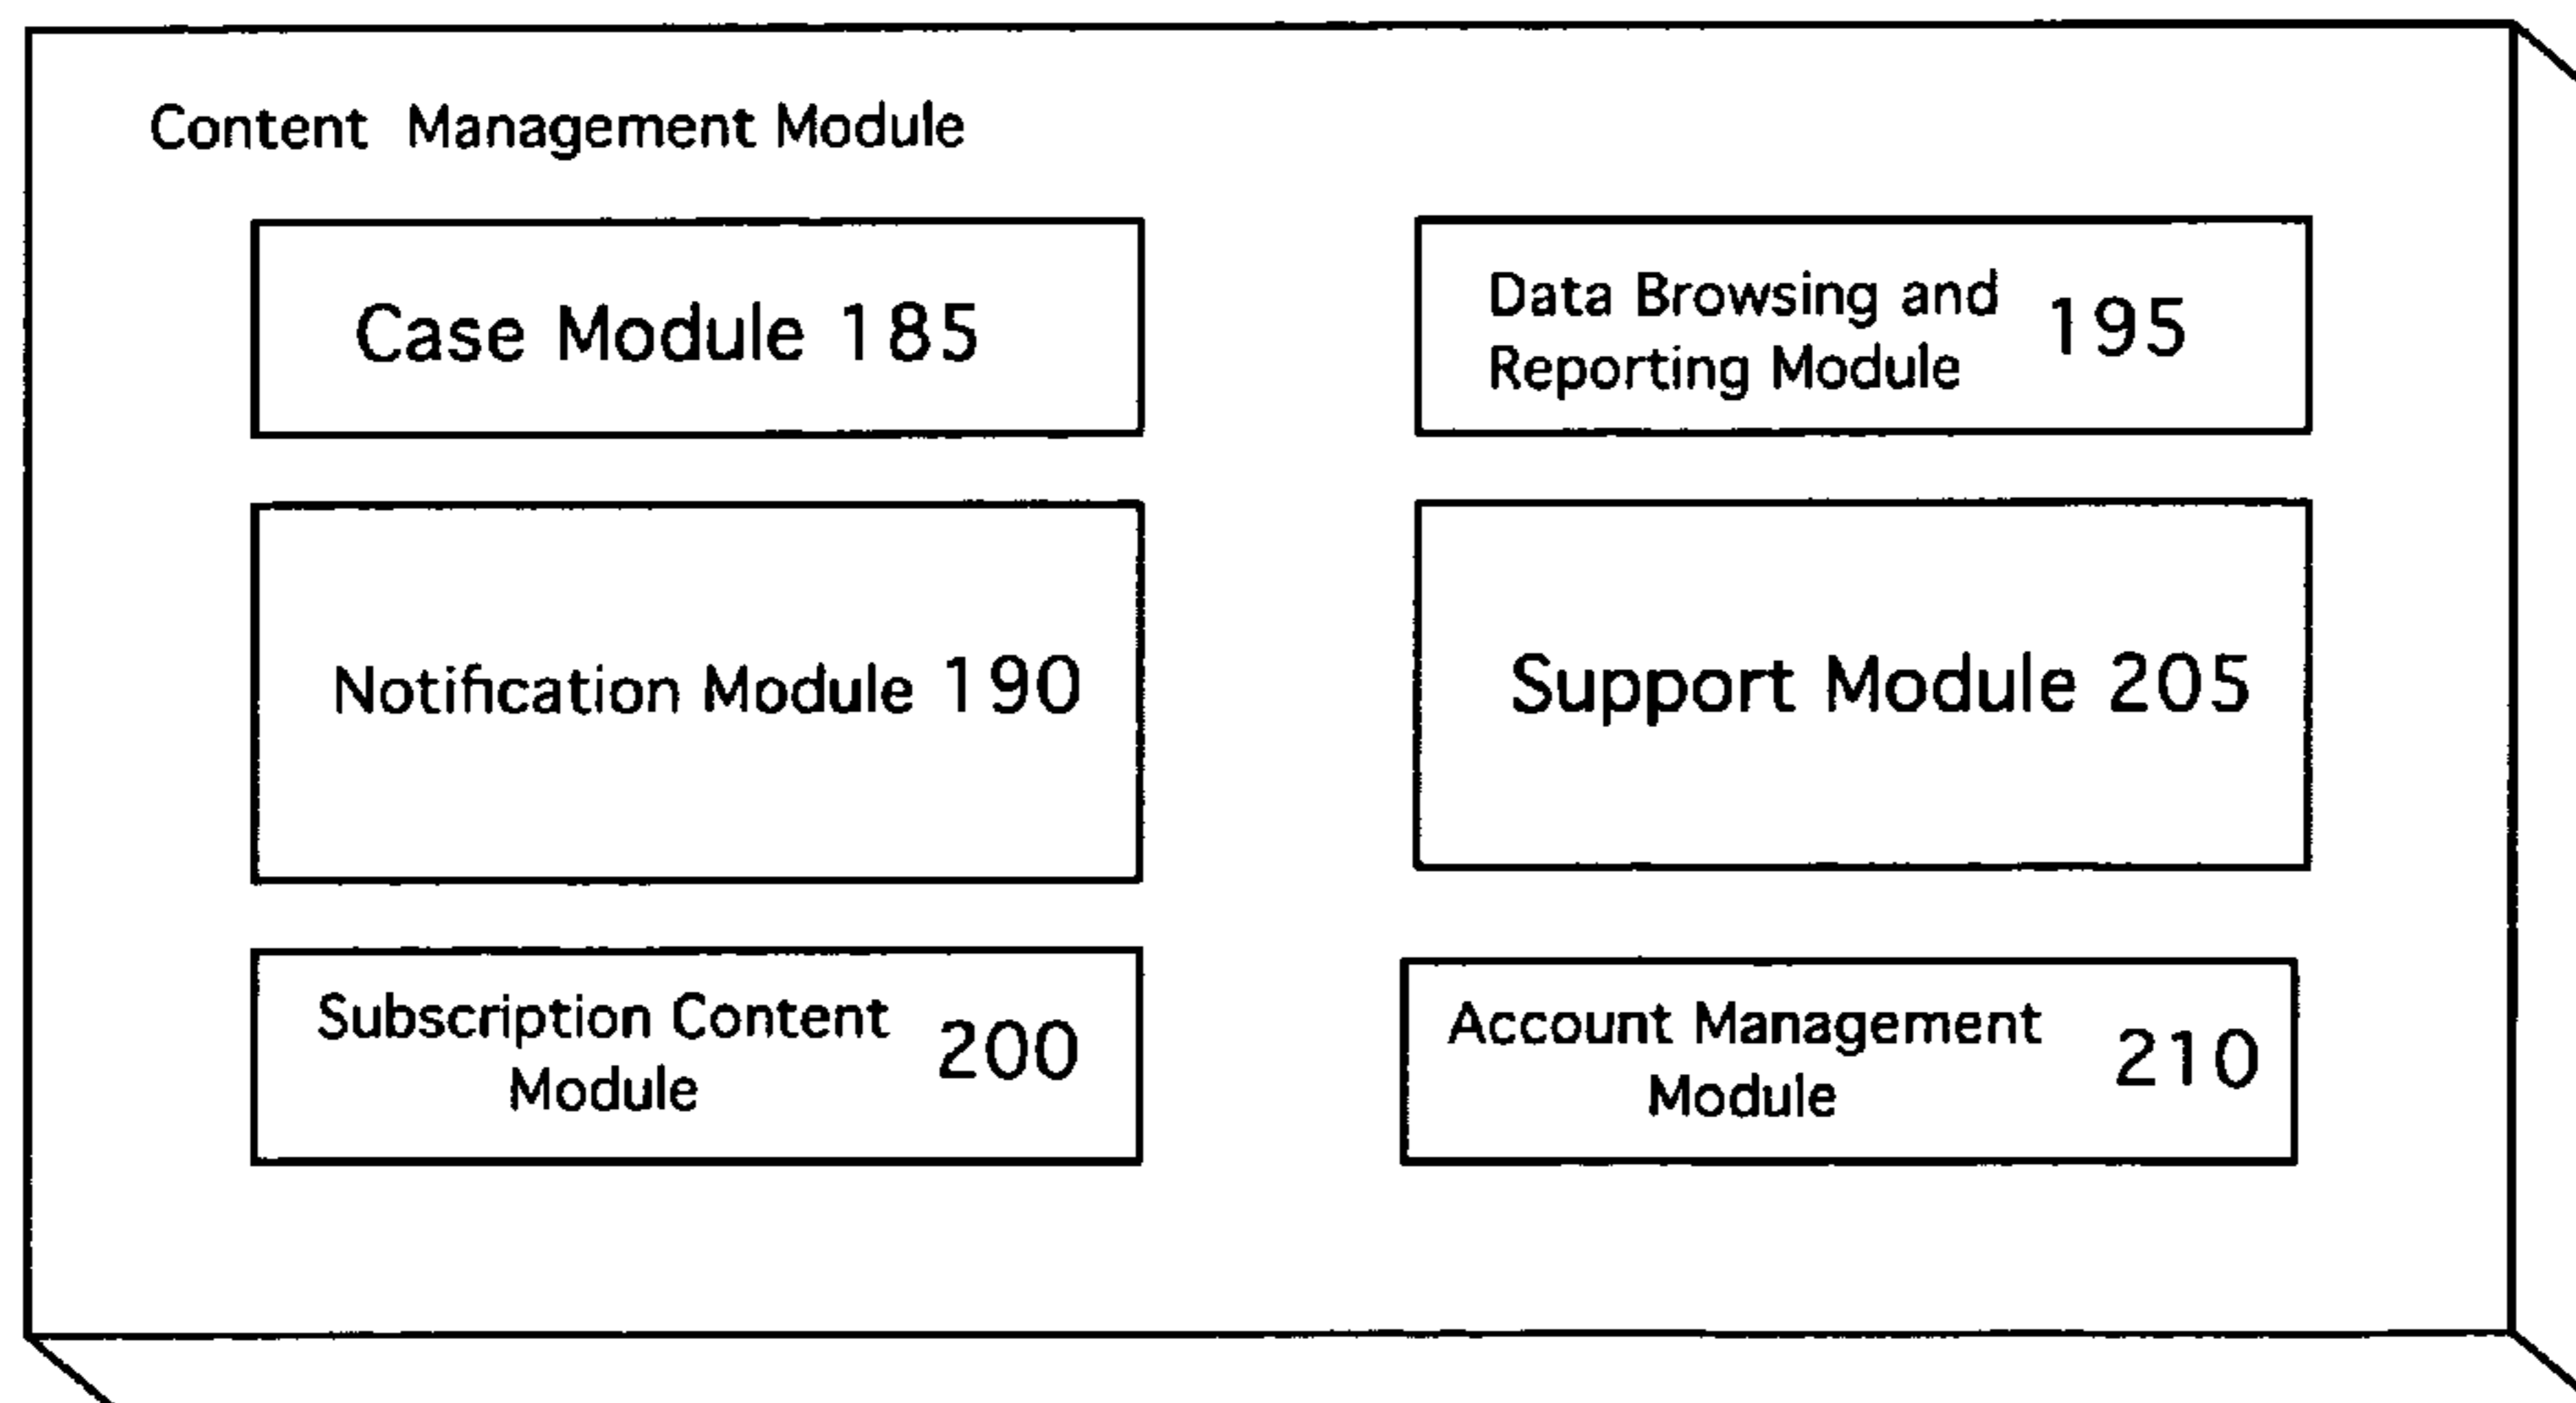 Content Management Module
Case Module 185
Data Browsing and
Reporting Module 195
Notification Module 190
Support Module 205
Subscription Content
Module 200
Account Management
Module 210